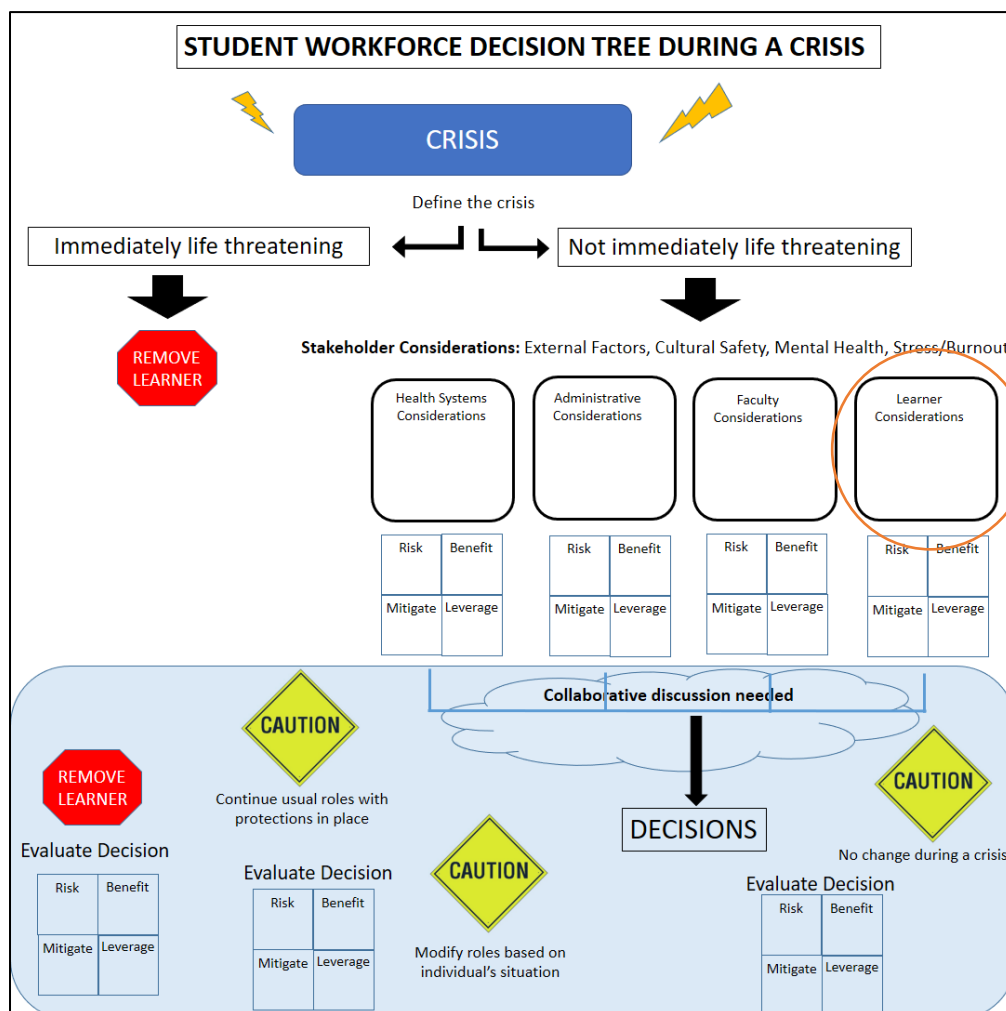 STUDENT WORKFORCE DECISION TREE DURING A CRISIS
CRISIS
Define the crisis
Immediately life threatening
Not immediately life threatening
REMOVE
LEARNER
Stakeholder Considerations: External Factors, Cultural Safety, Mental Health, Stress/Burnout
Health Systems
Considerations
Administrative
Considerations
Faculty
Considerations
Learner
Considerations
Risk
Benefit
Mitigate
Leverage
Risk
Benefit
Mitigate
Leverage
Risk
Benefit
Mitigate
Leverage
Risk
Benefit
Mitigate
Leverage
Collaborative discussion needed
DECISIONS
REMOVE
LEARNER
Evaluate Decision
Risk
Benefit
Mitigate
Leverage
CAUTION
Continue usual roles with
protections in place
Evaluate Decision
Risk
Benefit
Mitigate
Leverage
CAUTION
Modify roles based on
individual's situation
CAUTION
No change during a crisis
Evaluate Decision
Risk
Benefit
Mitigate
Leverage